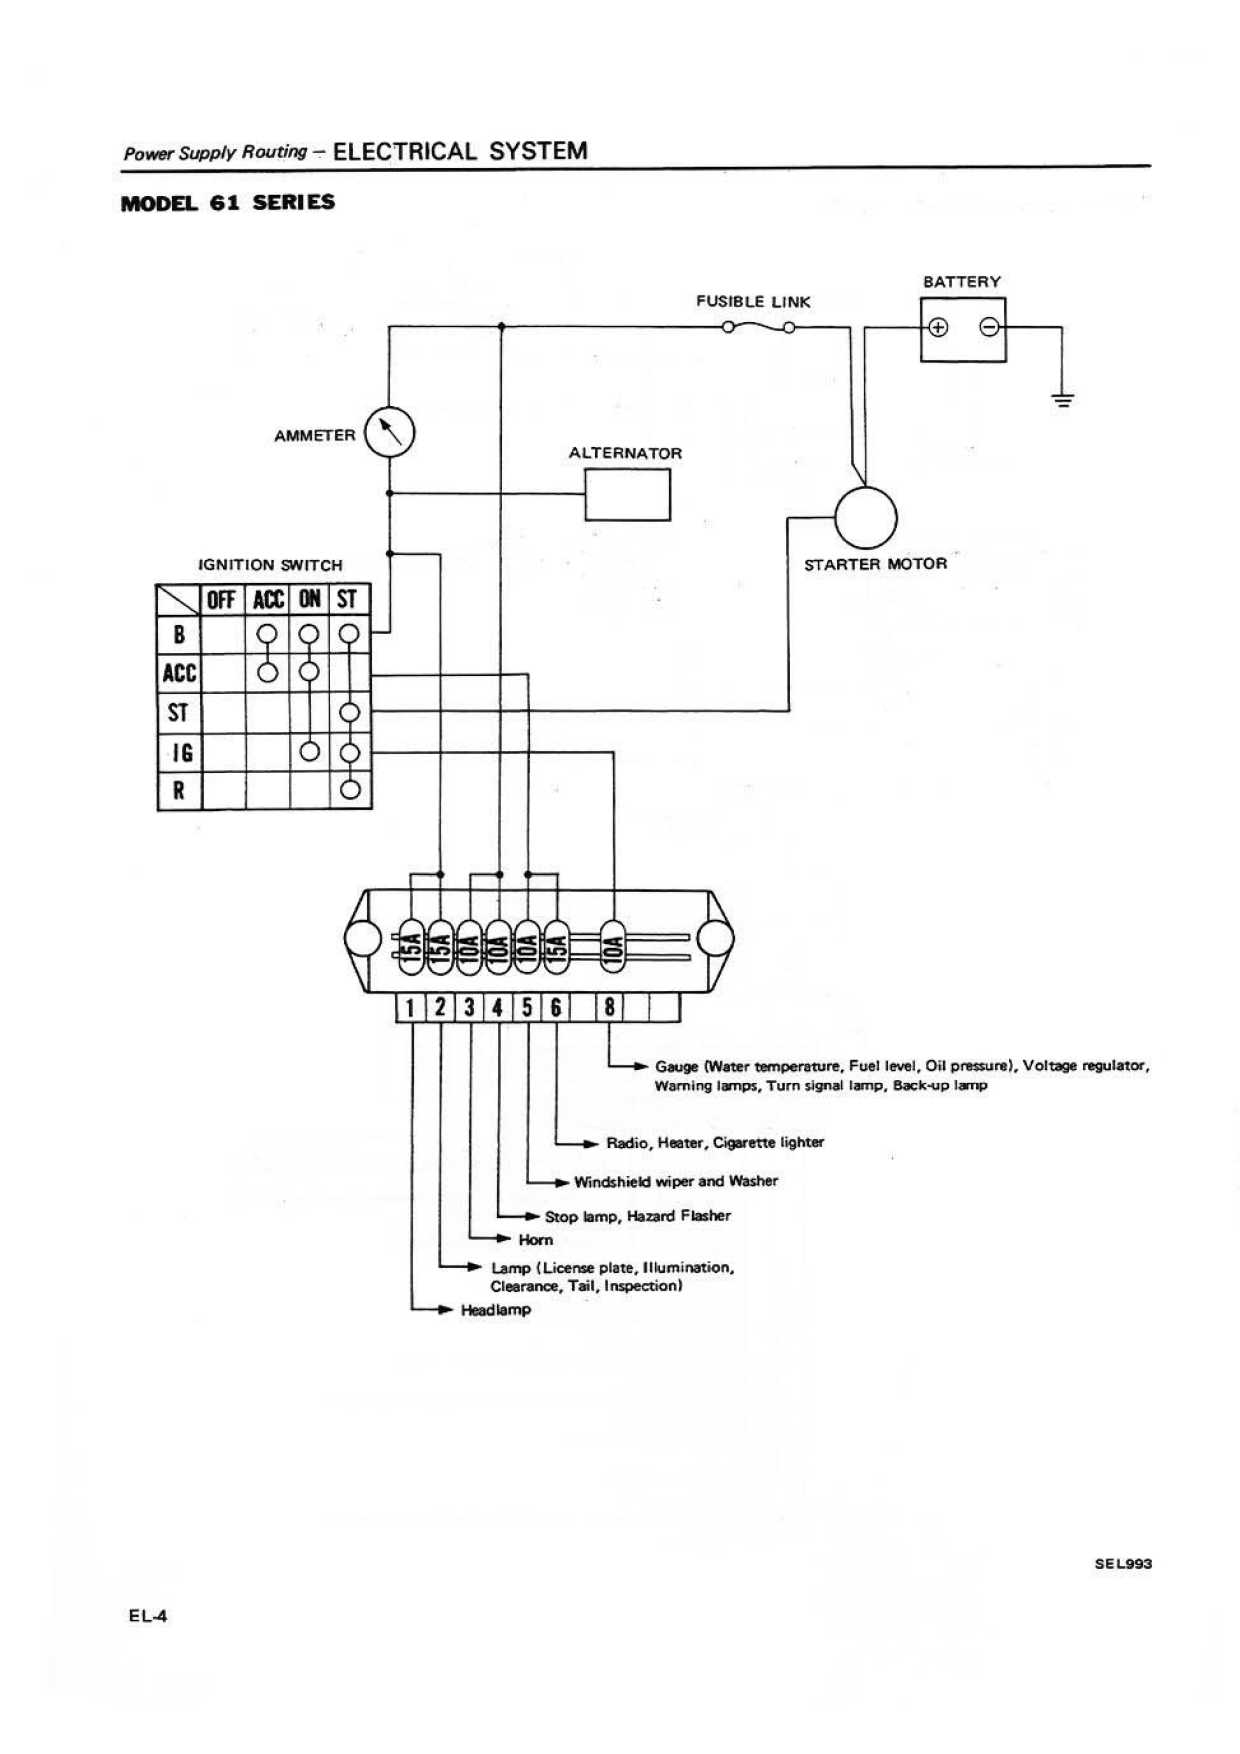 Power Supply Routing – ELECTRICAL SYSTEM
MODEL 61 SERIES
BATTERY
FUSIBLE LINK
+ −
AMMETER
ALTERNATOR
STARTER MOTOR
IGNITION SWITCH
OFF ACC ON ST
B
ACC
ST
IG
R
15A 15A 10A 10A 10A 15A 10A
1 2 3 4 5 6 8
Gauge (Water temperature, Fuel level, Oil pressure), Voltage regulator,
Warning lamps, Turn signal lamp, Back-up lamp
Radio, Heater, Cigarette lighter
Windshield wiper and Washer
Stop lamp, Hazard Flasher
Horn
Lamp (License plate, Illumination,
Clearance, Tail, Inspection)
Headlamp
SEL993
EL-4